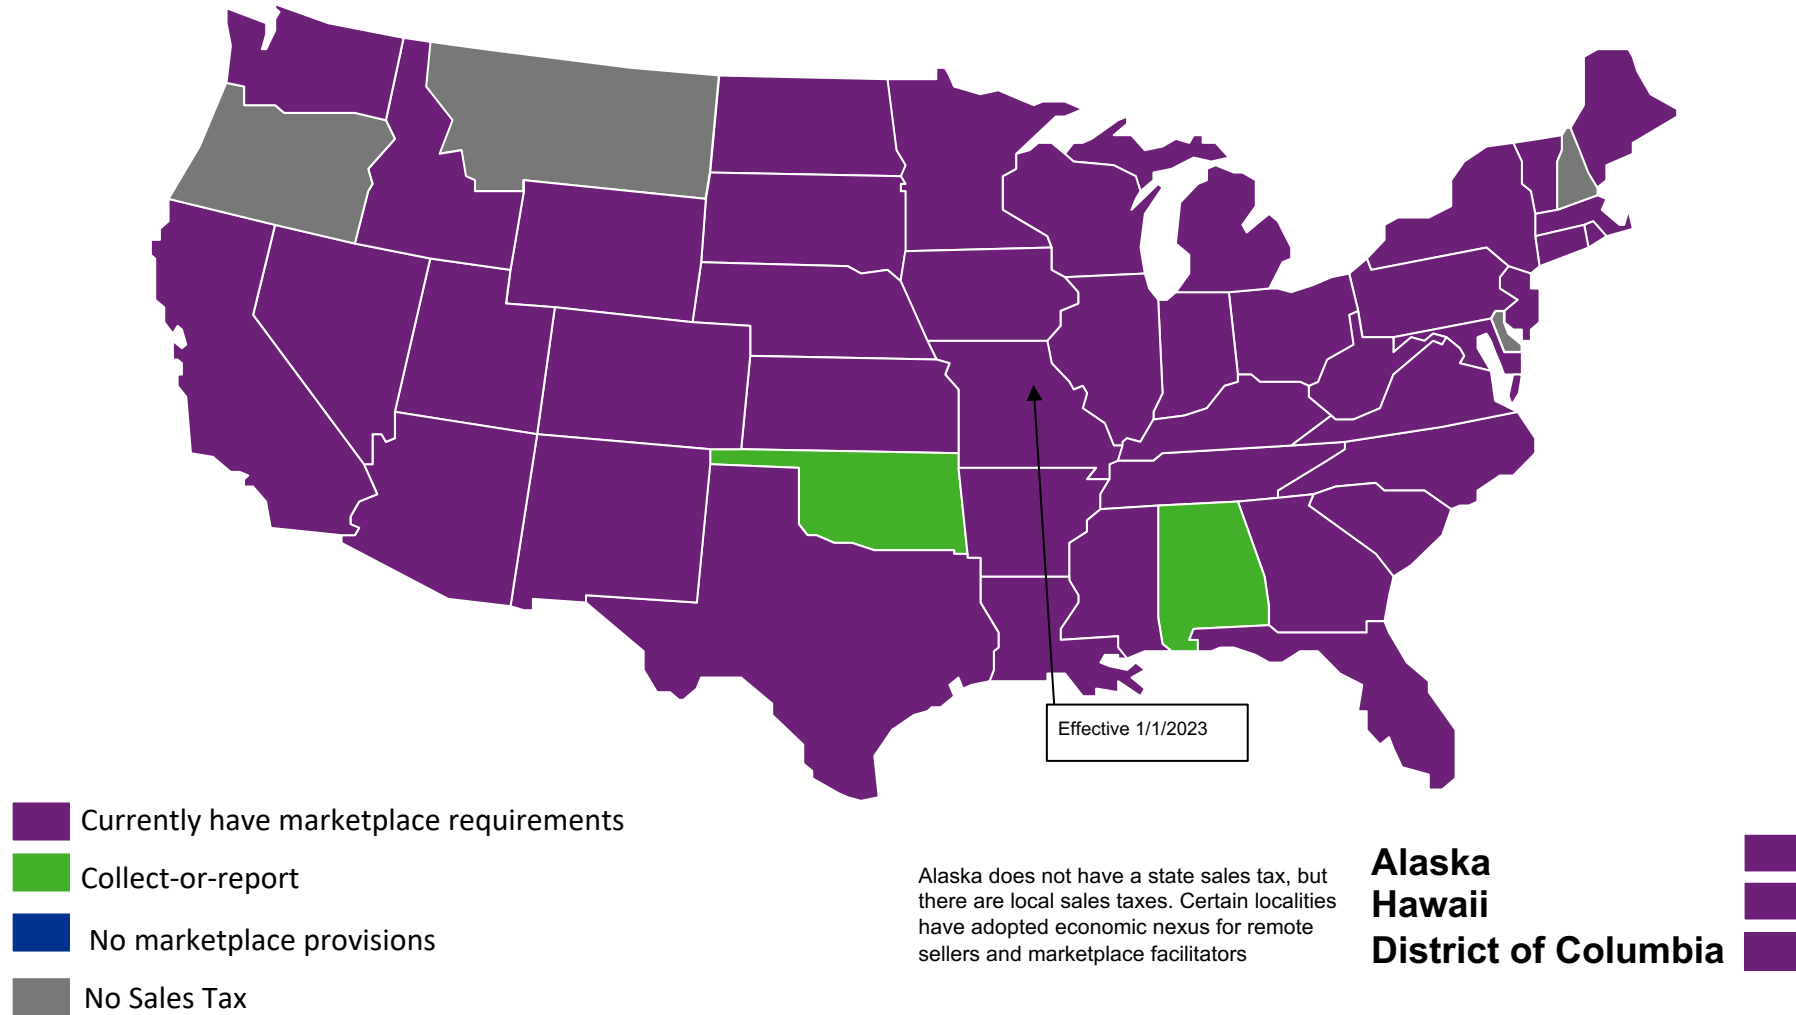 Effective 1/1/2023
Currently have marketplace requirements
Collect-or-report
No marketplace provisions
No Sales Tax
Alaska does not have a state sales tax, but
there are local sales taxes. Certain localities
have adopted economic nexus for remote
sellers and marketplace facilitators
Alaska
Hawaii
District of Columbia